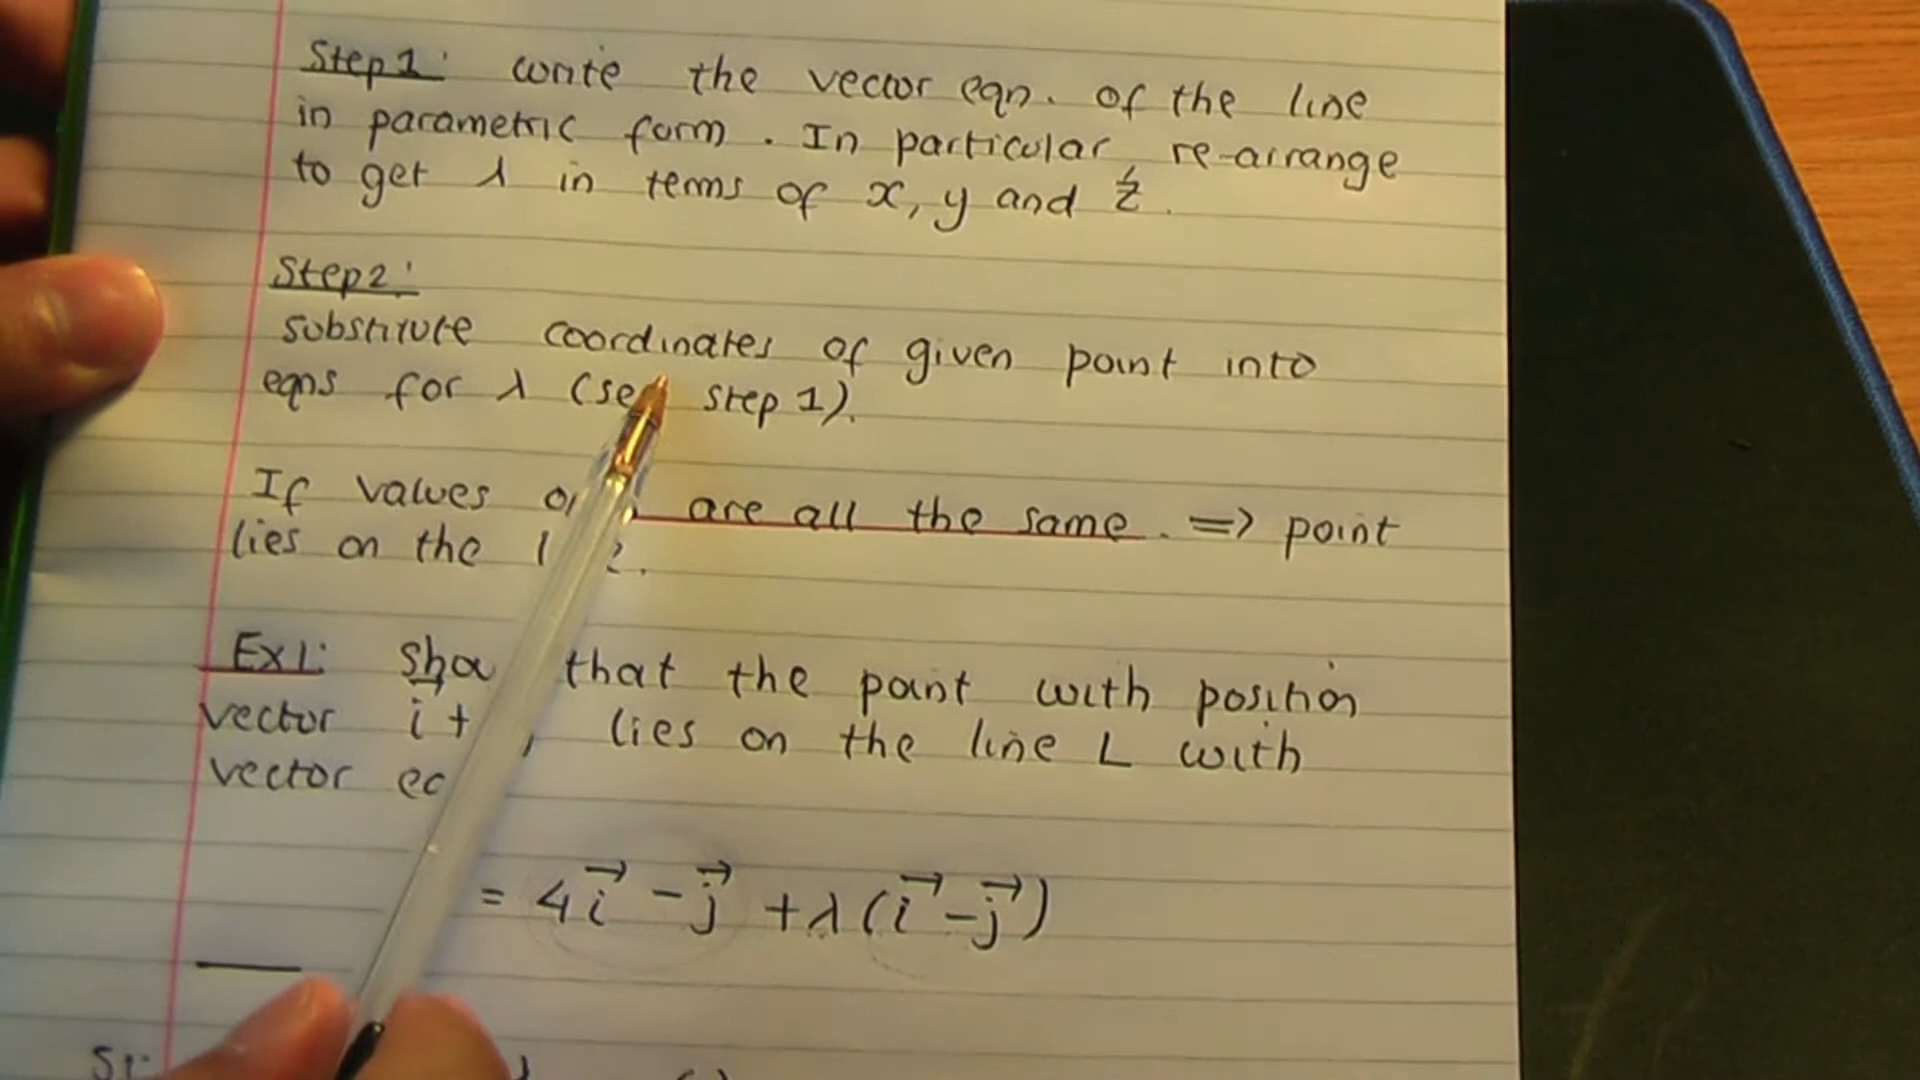 Step 1: write the vector eqn. of the line
in parametric form. In particular, re-arrange
to get λ in terms of x, y and z.
Step 2:
substitute coordinates of given point into
eqns for λ (se step 1).
If values are all the same. => point
lies on the
Ex1: that the point with position
vector i + lies on the line L with
vector
= 4i⃗ - j⃗ + λ(i⃗ - j⃗)